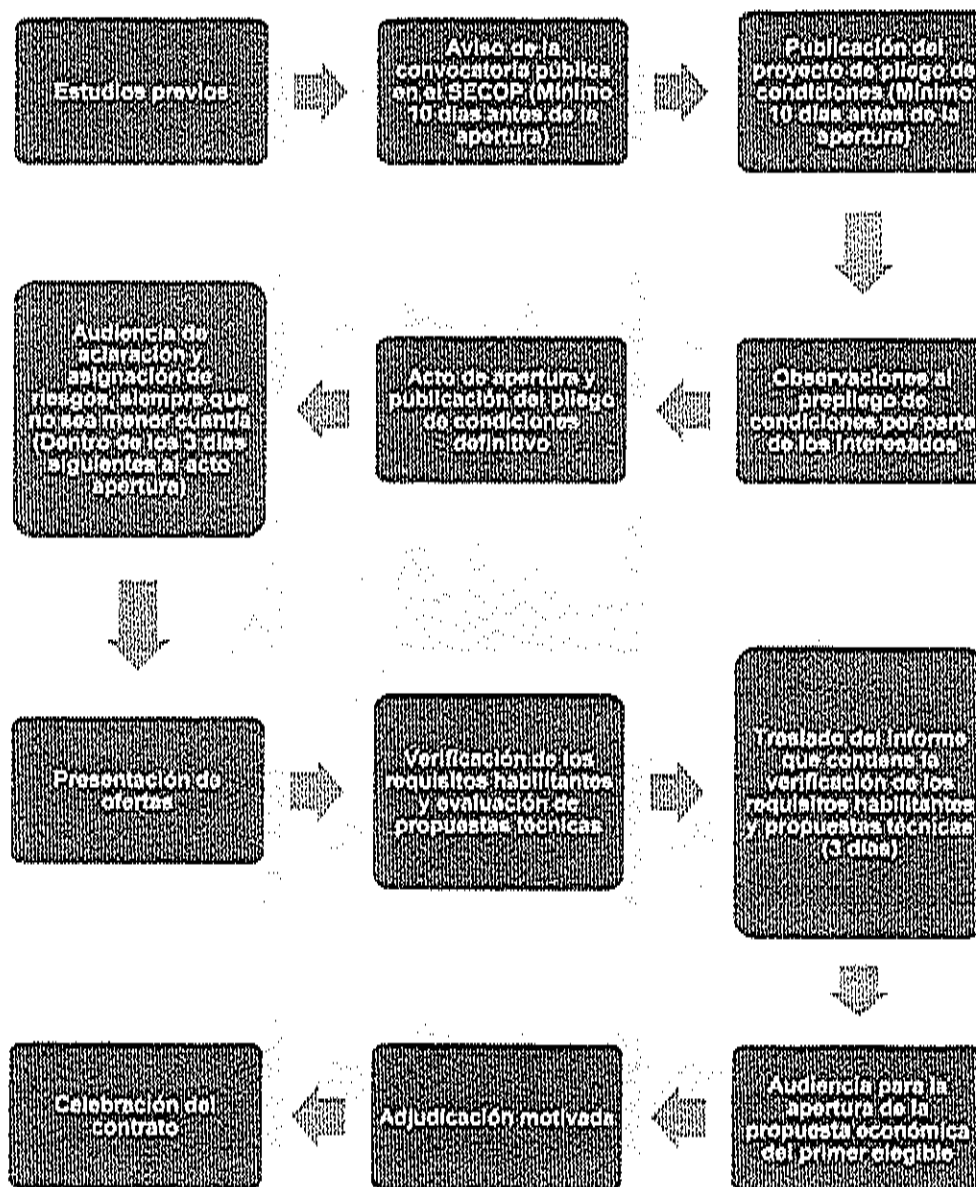 Estudios previos
Aviso de la
convocatoria pública
en el SECOP (Mínimo
10 días antes de la
apertura)
Publicación del
proyecto de pliego de
condiciones (Mínimo
10 días antes de la
apertura)
Observaciones al
prepliego de
condiciones por parte
de los interesados
Acto de apertura y
publicación del pliego
de condiciones
definitivo
Audiencia de
aclaración y
asignación de
riesgos, siempre que
no sea menor cuantía
(Dentro de los 3 días
siguientes al acto
apertura)
Presentación de
ofertas
Verificación de los
requisitos habilitantes
y evaluación de
propuestas técnicas
Traslado del informe
que contiene la
verificación de los
requisitos habilitantes
y propuestas técnicas
(3 días)
Audiencia para la
apertura de la
propuesta económica
del primer elegible
Adjudicación motivada
Celebración del
contrato